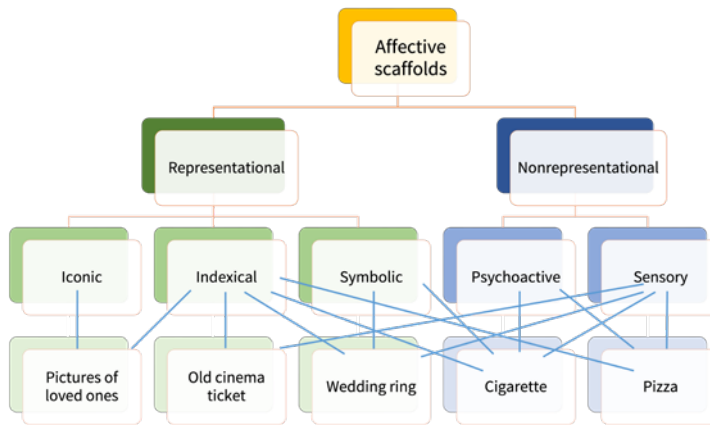 Affective
scaffolds
Representational
Nonrepresentational
Iconic
Indexical
Symbolic
Psychoactive
Sensory
Pictures of
loved ones
Old cinema
ticket
Wedding ring
Cigarette
Pizza